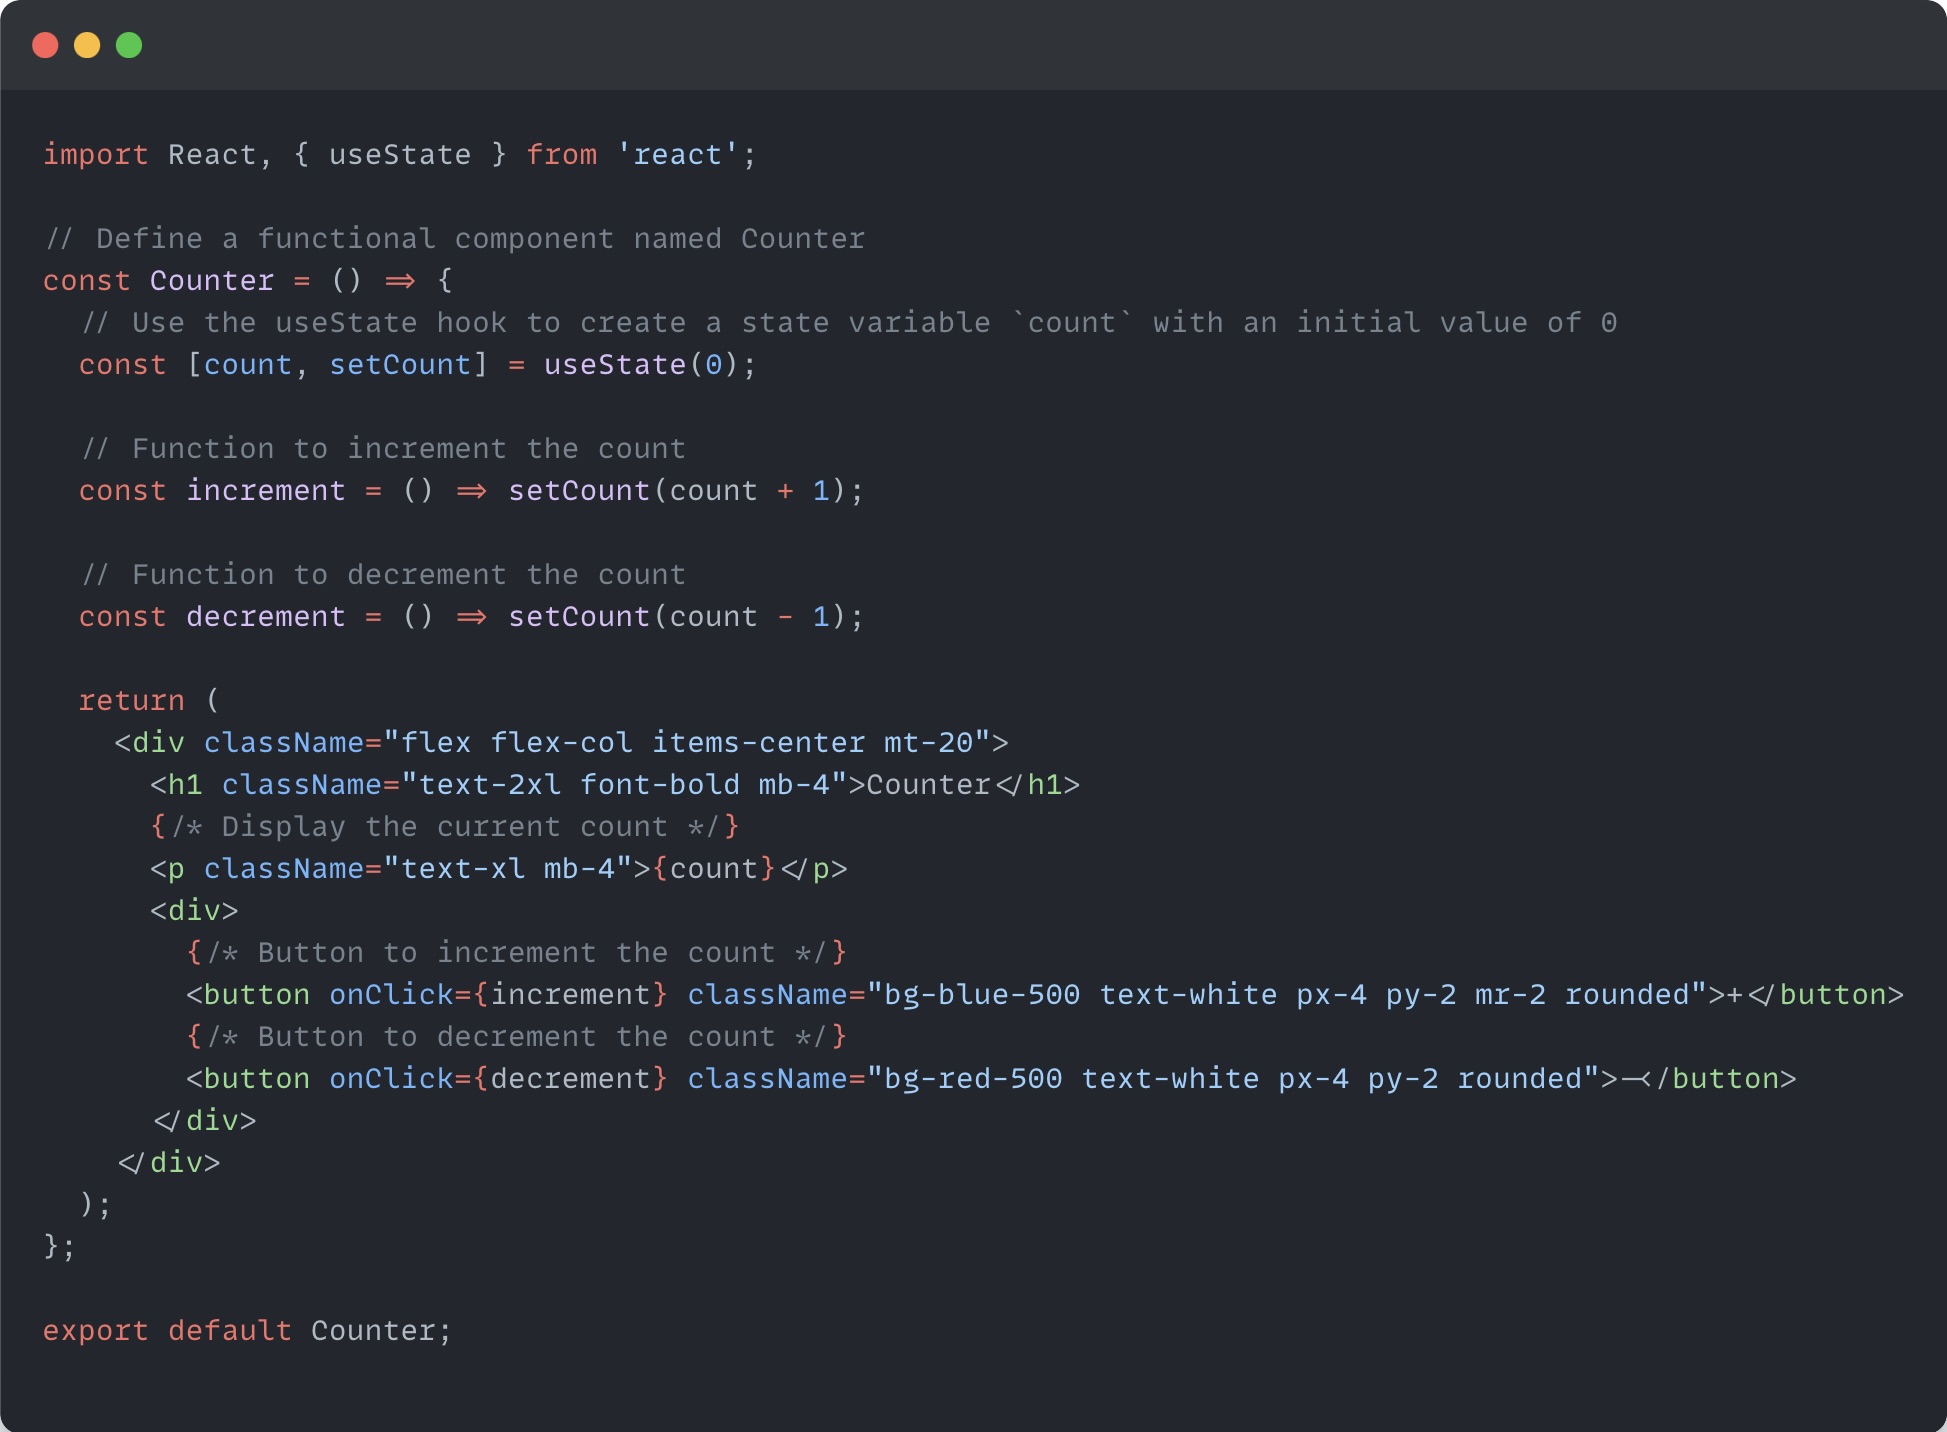 import React, { useState } from 'react';

// Define a functional component named Counter
const Counter = () => {
  // Use the useState hook to create a state variable `count` with an initial value of 0
  const [count, setCount] = useState(0);

  // Function to increment the count
  const increment = () => setCount(count + 1);

  // Function to decrement the count
  const decrement = () => setCount(count - 1);

  return (
    <div className="flex flex-col items-center mt-20">
      <h1 className="text-2xl font-bold mb-4">Counter</h1>
      {/* Display the current count */}
      <p className="text-xl mb-4">{count}</p>
      <div>
        {/* Button to increment the count */}
        <button onClick={increment} className="bg-blue-500 text-white px-4 py-2 mr-2 rounded">+</button>
        {/* Button to decrement the count */}
        <button onClick={decrement} className="bg-red-500 text-white px-4 py-2 rounded">-</button>
      </div>
    </div>
  );
};

export default Counter;